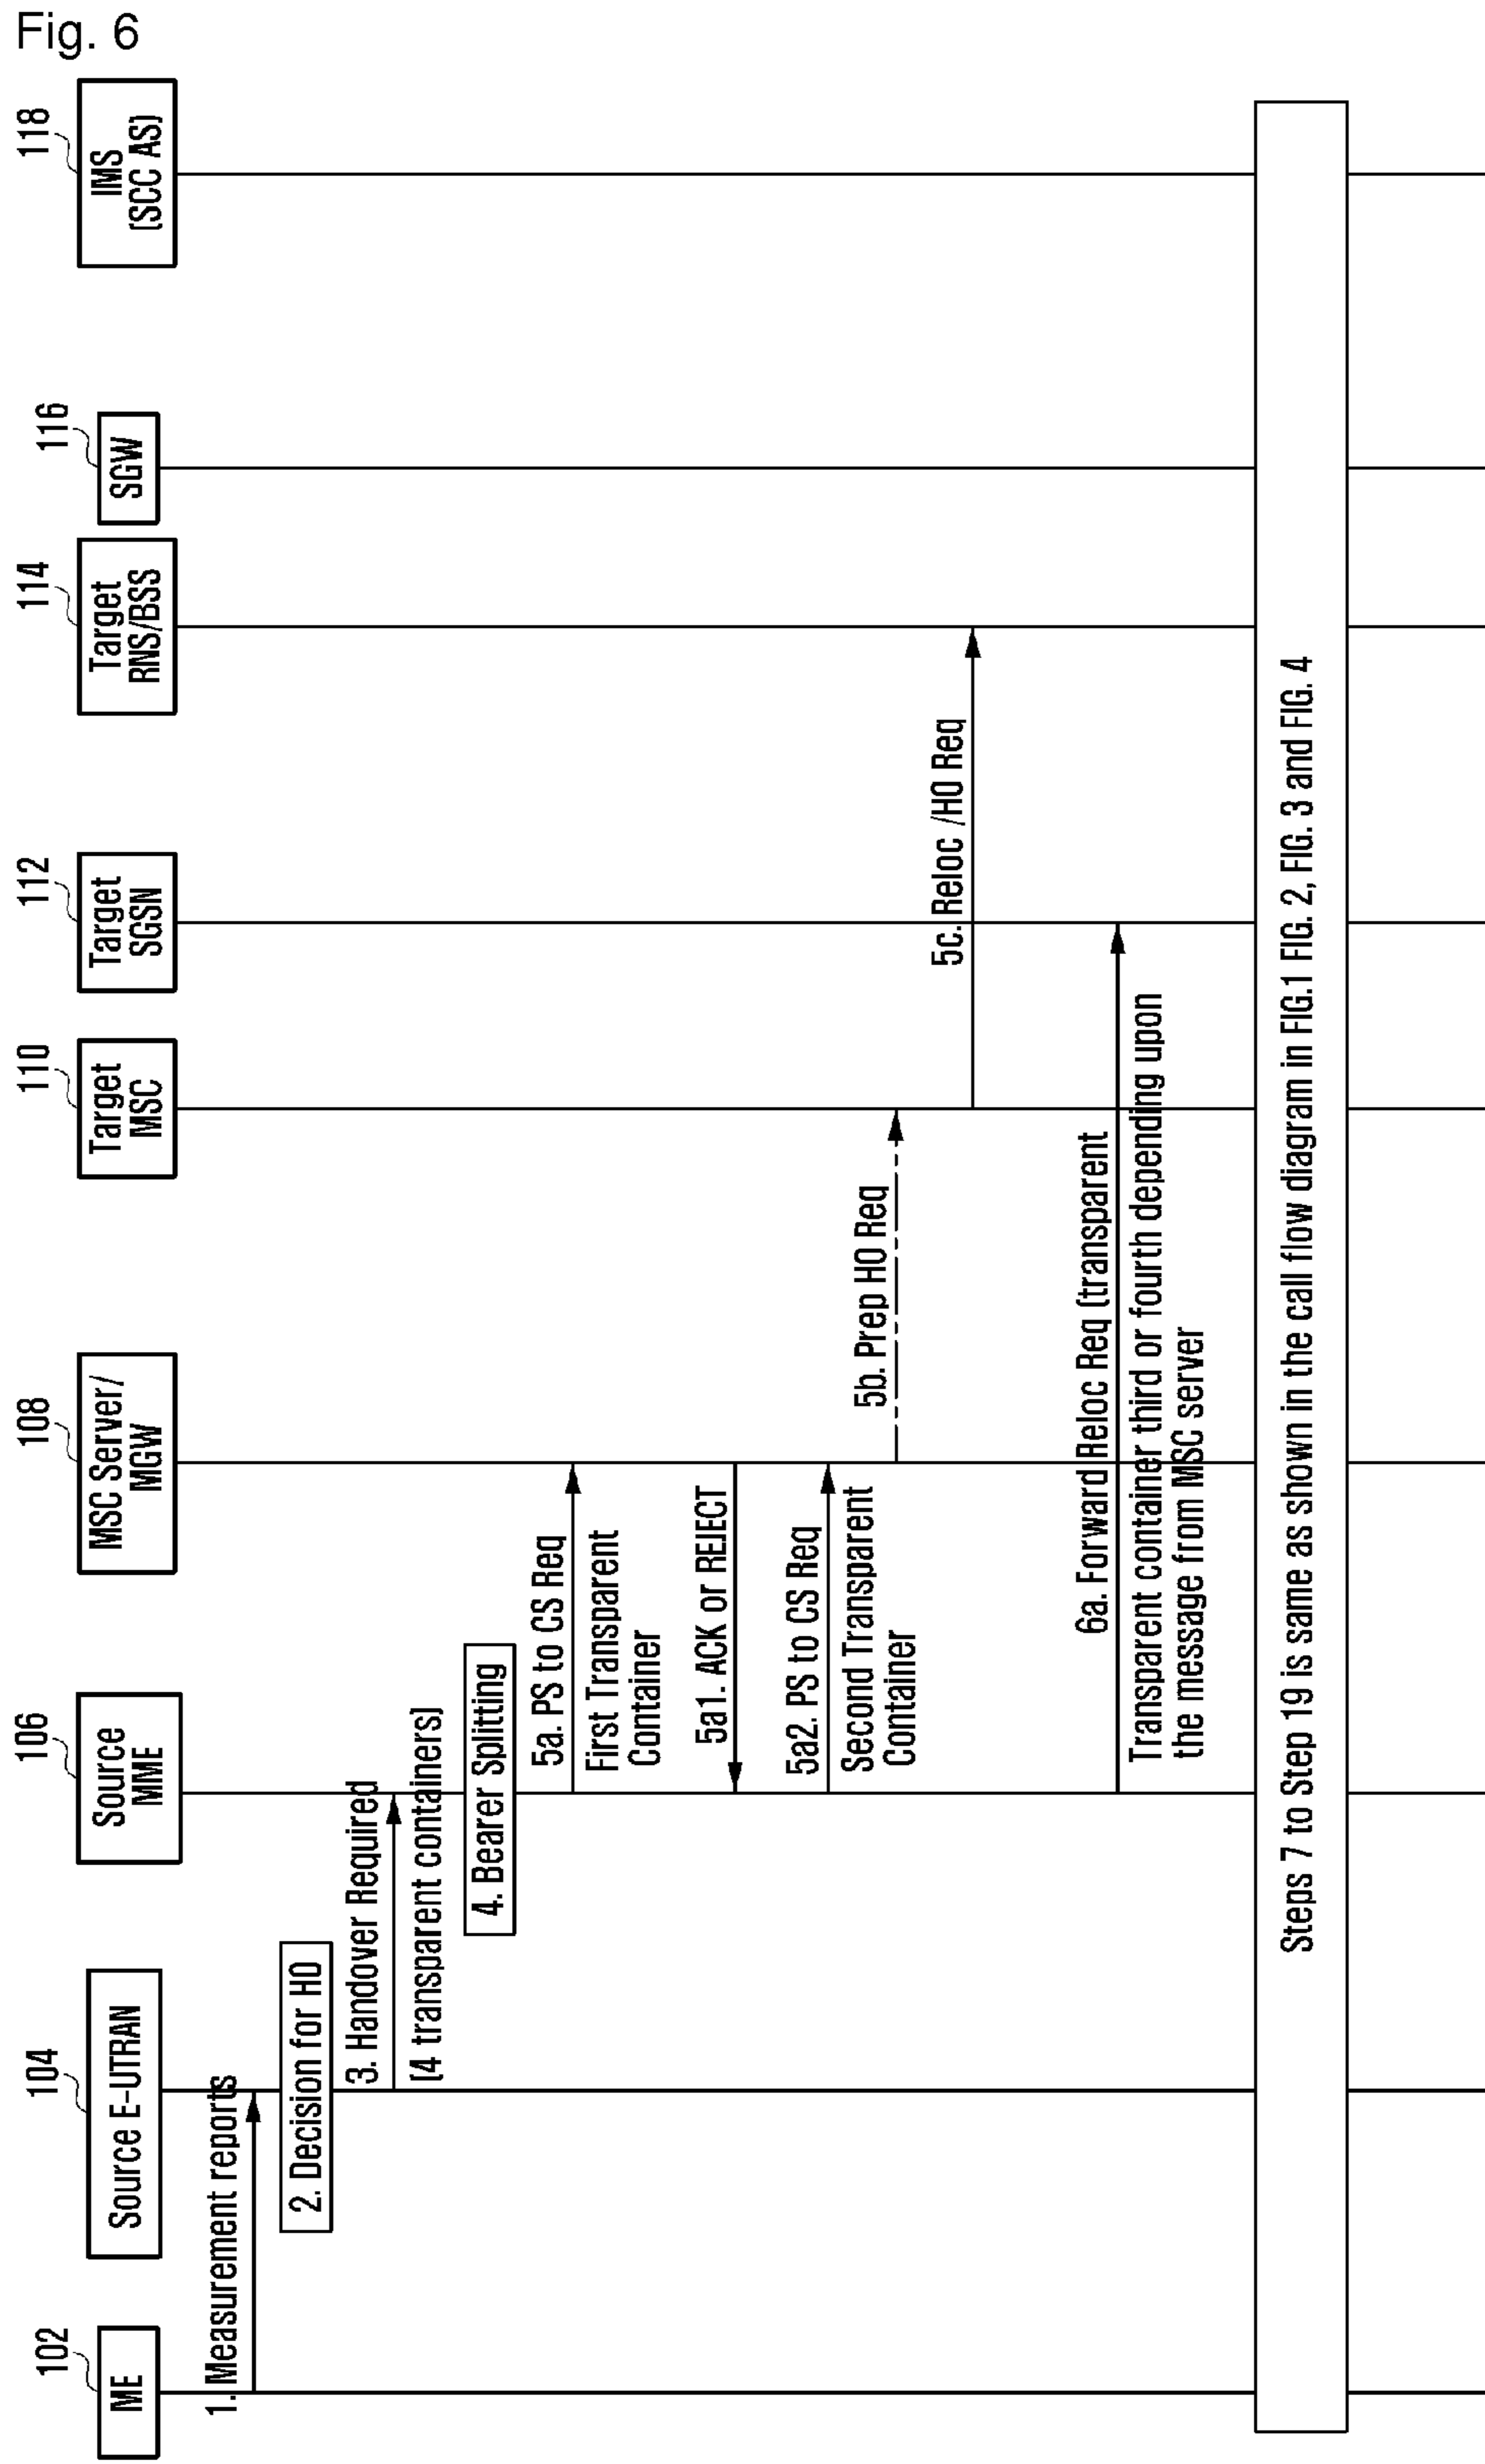 Fig. 6
102
104
106
108
110
112
114
116
118
ME
Source E-UTRAN
Source
MME
MSC Server/
MGW
Target
MSC
Target
SGSN
Target
RNS/BSS
SGW
IMS
(SCC AS)
1. Measurement reports
2. Decision for HO
3. Handover Required
(4 transparent containers)
4. Bearer Splitting
5a. PS to CS Req
First Transparent
Container
5a1. ACK or REJECT
5a2. PS to CS Req
Second Transparent
Container
5b. Prep HO Req
5c. Reloc /HO Req
6a. Forward Reloc Req (transparent
Transparent container third or fourth depending upon
the message from MSC server
Steps 7 to Step 19 is same as shown in the call flow diagram in FIG.1 FIG. 2, FIG. 3 and FIG. 4